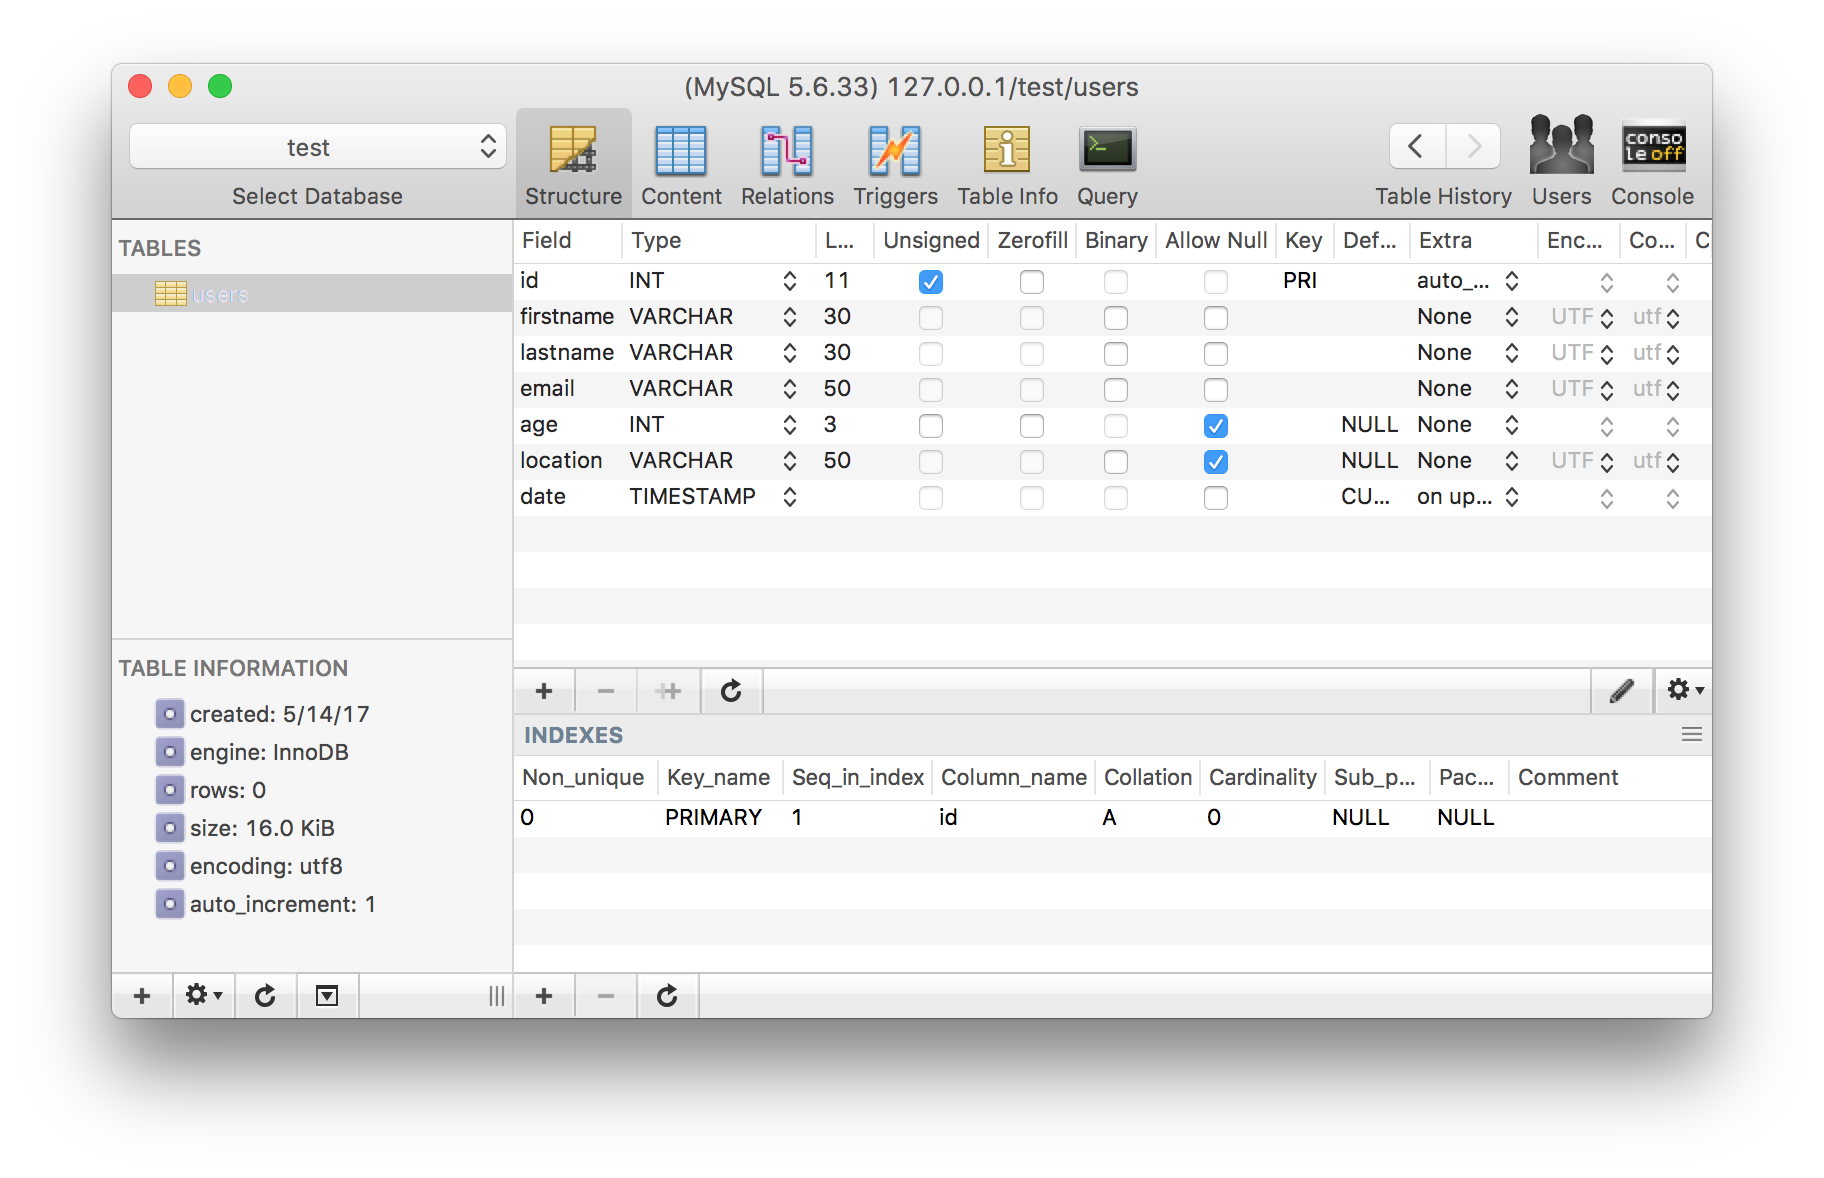 (MySQL 5.6.33) 127.0.0.1/test/users
test
Select Database
Structure Content Relations Triggers Table Info Query
Table History Users Console
conso
le off
TABLES
users
Field Type L... Unsigned Zerofill Binary Allow Null Key Def... Extra Enc... Co... C
id INT 11 PRI auto_...
firstname VARCHAR 30 None UTF utf
lastname VARCHAR 30 None UTF utf
email VARCHAR 50 None UTF utf
age INT 3 NULL None
location VARCHAR 50 NULL None UTF utf
date TIMESTAMP CU... on up...
TABLE INFORMATION
created: 5/14/17
engine: InnoDB
rows: 0
size: 16.0 KiB
encoding: utf8
auto_increment: 1
INDEXES
Non_unique Key_name Seq_in_index Column_name Collation Cardinality Sub_p... Pac... Comment
0 PRIMARY 1 id A 0 NULL NULL